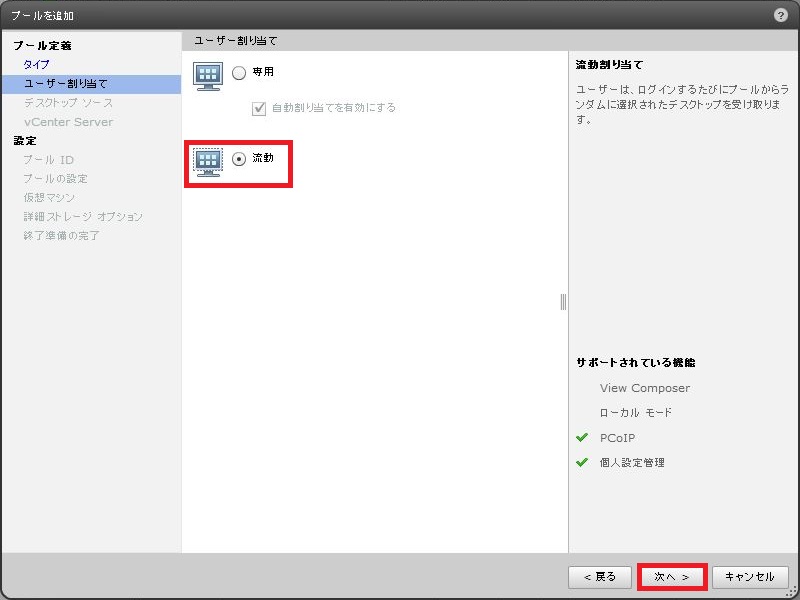 プールを追加
?
プール定義
タイプ
ユーザー割り当て
デスクトップ ソース
vCenter Server
設定
プール ID
プールの設定
仮想マシン
詳細ストレージ オプション
終了準備の完了
ユーザー割り当て
専用
自動割り当てを有効にする
流動
流動割り当て
ユーザーは、ログインするたびにプールからラ
ンダムに選択されたデスクトップを受け取りま
す。
サポートされている機能
View Composer
ローカル モード
PCoIP
個人設定管理
< 戻る
次へ >
キャンセル